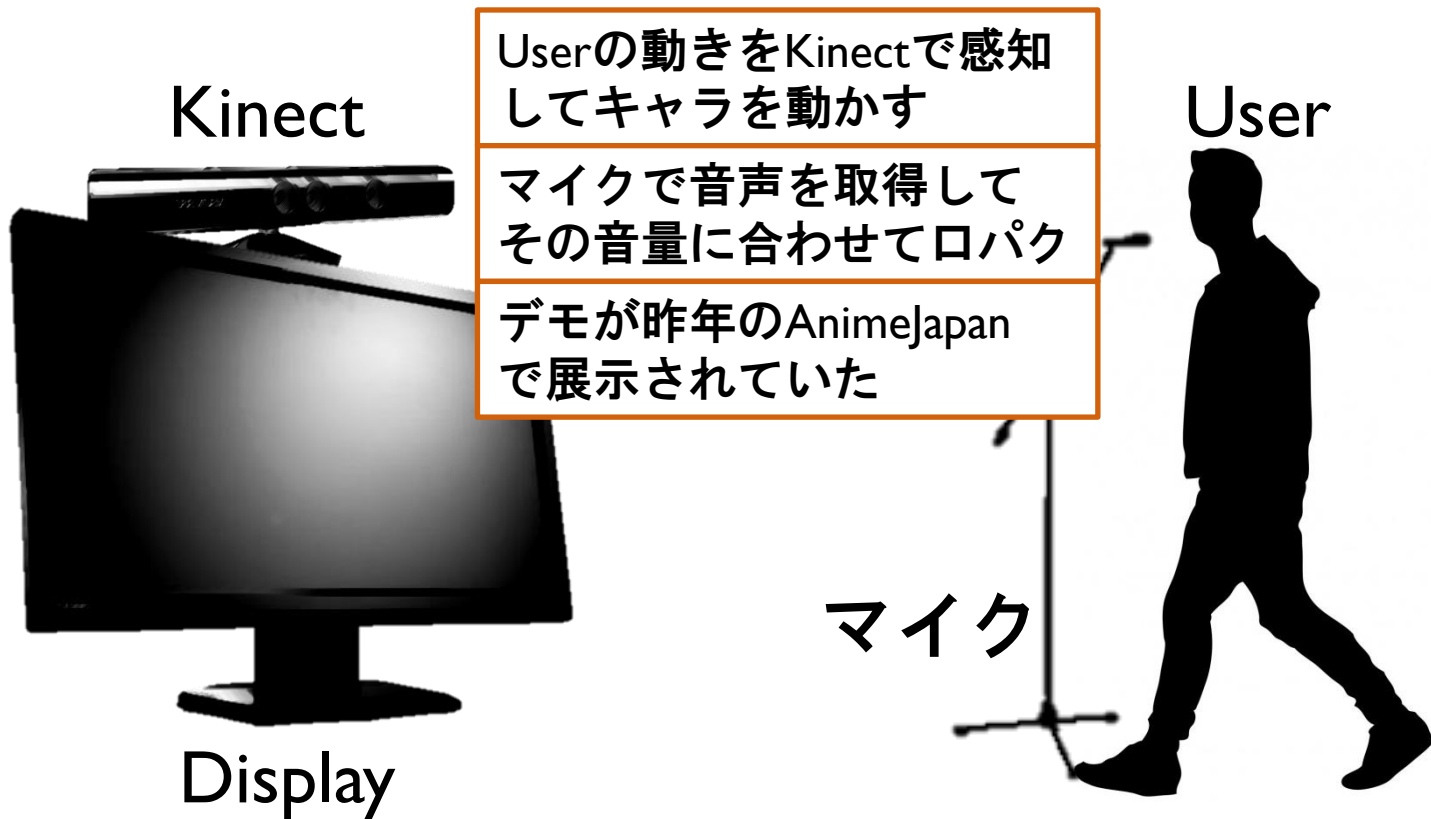 Kinect
Userの動きをKinectで感知
してキャラを動かす
マイクで音声を取得して
その音量に合わせて口パク
デモが昨年のAnimeJapan
で展示されていた
User
マイク
Display